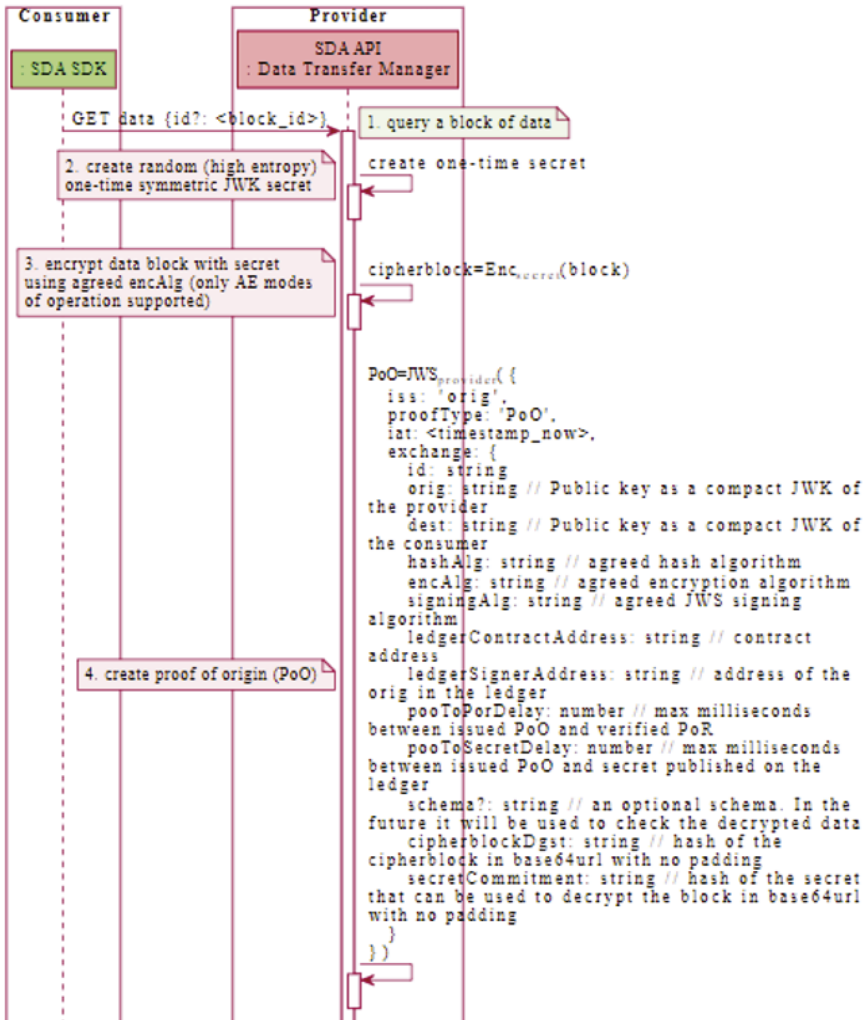 Consumer
Provider
: SDA SDK
SDA API
: Data Transfer Manager
GET data {id?: <block_id>}
1. query a block of data
2. create random (high entropy)
one-time symmetric JWK secret
create one-time secret
3. encrypt data block with secret
using agreed encAlg (only AE modes
of operation supported)
cipherblock=Enc_secret(block)
PoO=JWS_provider({
iss: 'orig',
proofType: 'PoO',
iat: <timestamp_now>,
exchange: {
id: string
orig: string // Public key as a compact JWK of
the provider
dest: string // Public key as a compact JWK of
the consumer
hashAlg: string // agreed hash algorithm
encAlg: string // agreed encryption algorithm
signingAlg: string // agreed JWS signing
algorithm
ledgerContractAddress: string // contract
address
ledgerSignerAddress: string // address of the
orig in the ledger
4. create proof of origin (PoO)
pooToPorDelay: number // max milliseconds
between issued PoO and verified PoR
pooToSecretDelay: number // max milliseconds
between issued PoO and secret published on the
ledger
schema?: string // an optional schema. In the
future it will be used to check the decrypted data
cipherblockDgst: string // hash of the
cipherblock in base64url with no padding
secretCommitment: string // hash of the secret
that can be used to decrypt the block in base64url
with no padding
}
})